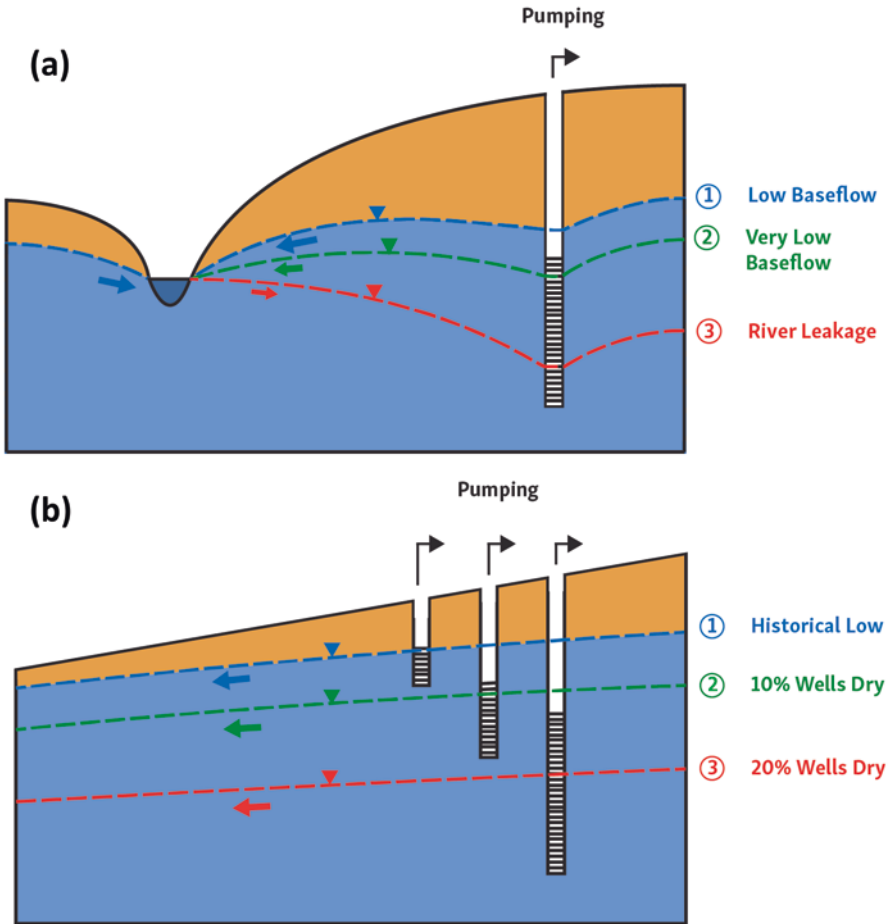 Pumping
(a)
① Low Baseflow
② Very Low
Baseflow
③ River Leakage
Pumping
(b)
① Historical Low
② 10% Wells Dry
③ 20% Wells Dry